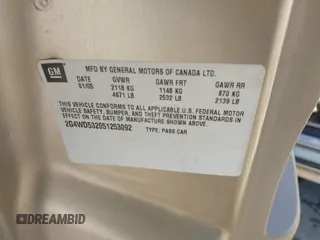 GM
MFD BY GENERAL MOTORS OF CANADA LTD.
DATE GVWR GAWR FRT GAWR RR
01/05 2118 KG 1148 KG 970 KG
4671 LB 2532 LB 2139 LB
THIS VEHICLE CONFORMS TO ALL APPLICABLE U.S. FEDERAL MOTOR
VEHICLE SAFETY, BUMPER, AND THEFT PREVENTION STANDARDS IN EFFECT
ON THE DATE OF MANUFACTURE SHOWN ABOVE.
2G4WD532051253092 TYPE: PASS CAR
DREAMBID